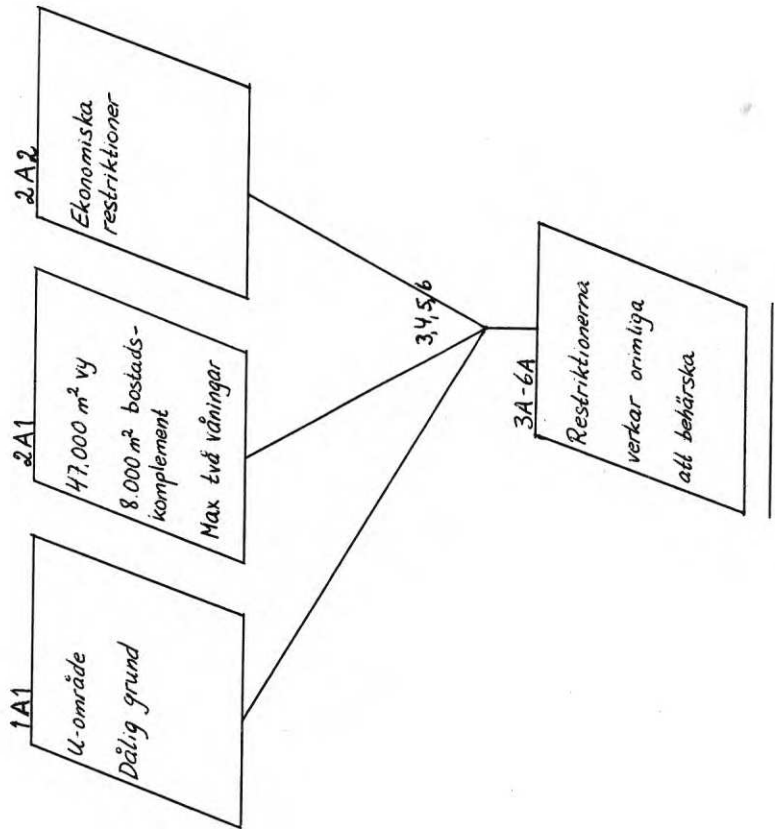 1A1
U-område
Dålig grund
2A1
47.000 m² vy
8.000 m² bostads-
komplement
Max två våningar
2A2
Ekonomiska
restriktioner
3,4,5,6
3A-6A
Restriktionerna
verkar orimliga
att behärska